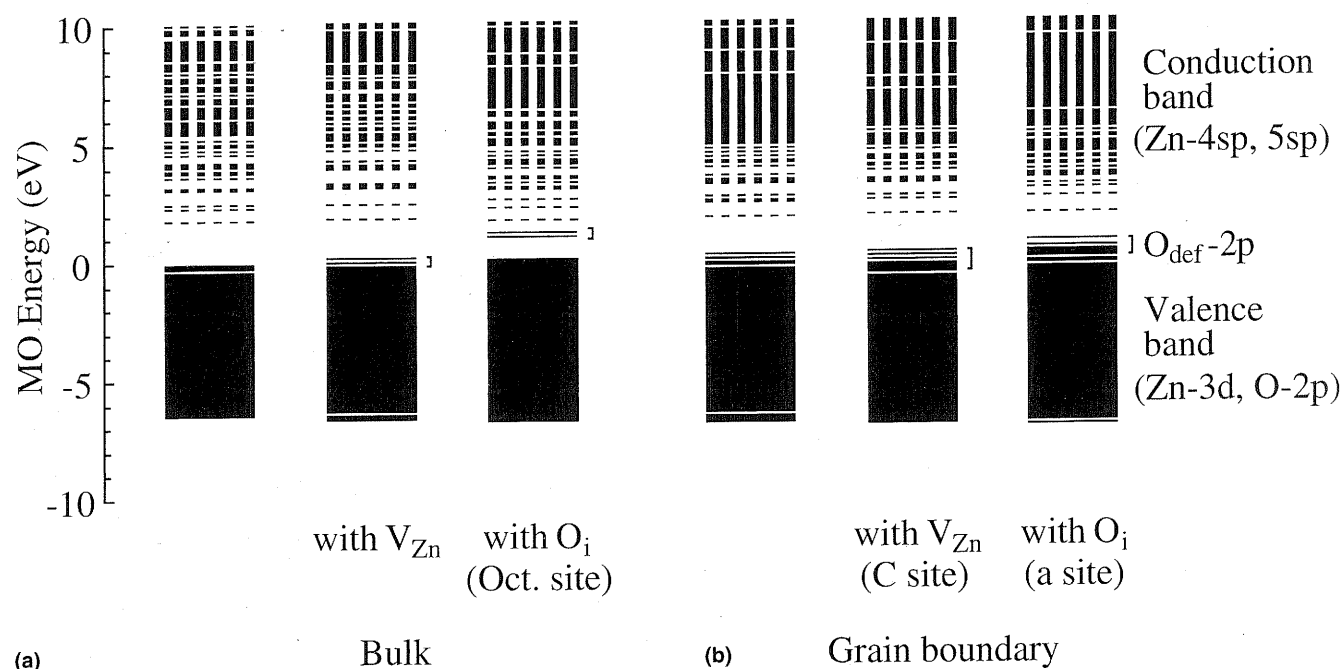 MO Energy (eV)
10
5
0
-5
-10
with V_Zn
with O_i
(Oct. site)
(a)
Bulk
with V_Zn
(C site)
with O_i
(a site)
(b)
Grain boundary
Conduction
band
(Zn-4sp, 5sp)
O_def-2p
Valence
band
(Zn-3d, O-2p)